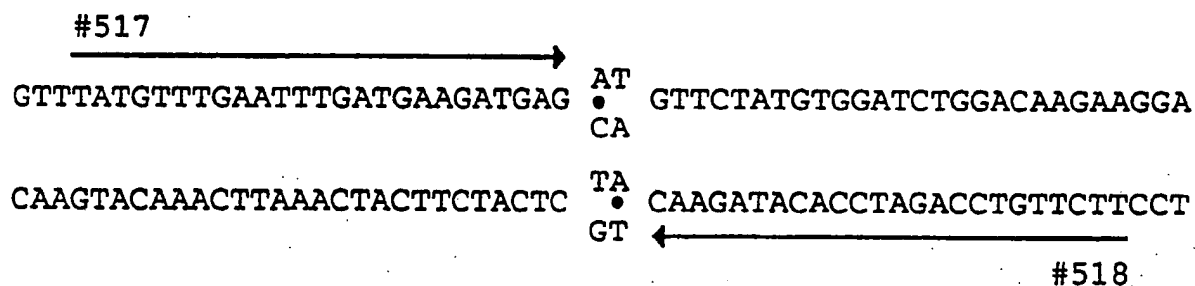 #517
AT
GTTTATGTTTGAATTTGATGAAGATGAG • GTTCTATGTGGATCTGGACAAGAAGGA
CA
TA
CAAGTACAAACTTAAACTACTTCTACTC • CAAGATACACCTAGACCTGTTCTTCCT
GT
#518